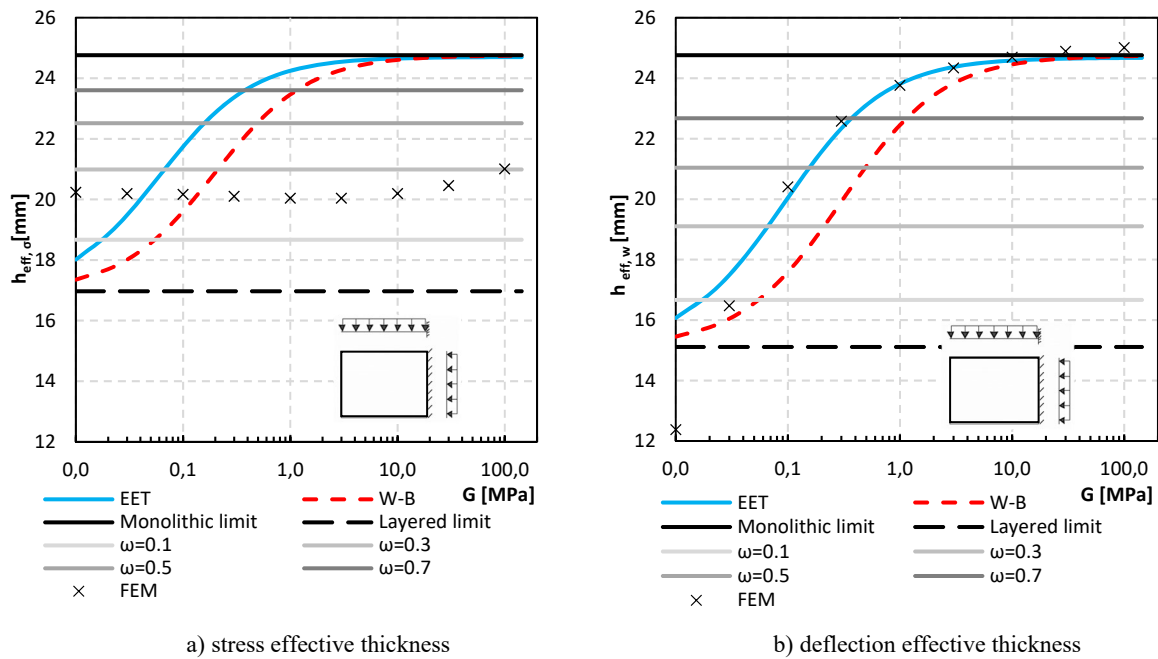 26
24
22
20
18
16
14
12
h_eff, σ [mm]
0,0 0,1 1,0 10,0 100,0
G [MPa]
EET W-B
Monolithic limit Layered limit
ω=0.1 ω=0.3
ω=0.5 ω=0.7
FEM
a) stress effective thickness
26
24
22
20
18
16
14
12
h_eff, w [mm]
0,0 0,1 1,0 10,0 100,0
G [MPa]
EET W-B
Monolithic limit Layered limit
ω=0.1 ω=0.3
ω=0.5 ω=0.7
FEM
b) deflection effective thickness